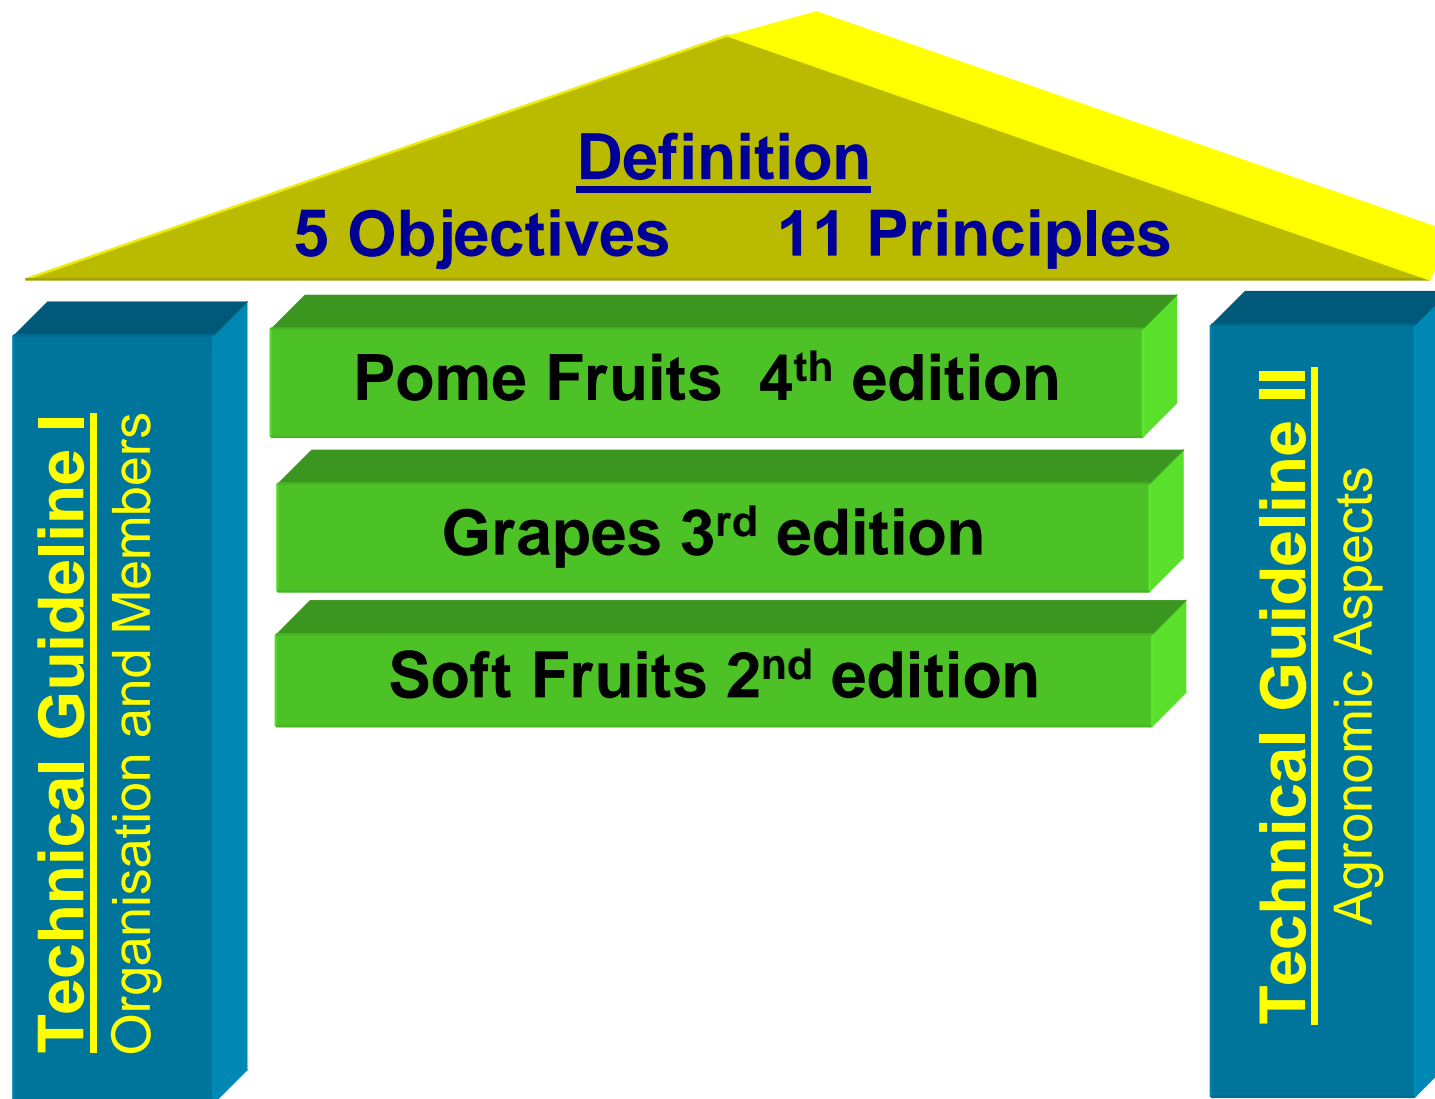 Definition
5 Objectives 11 Principles
Technical Guideline I
Organisation and Members
Pome Fruits 4th edition
Grapes 3rd edition
Soft Fruits 2nd edition
Technical Guideline II
Agronomic Aspects